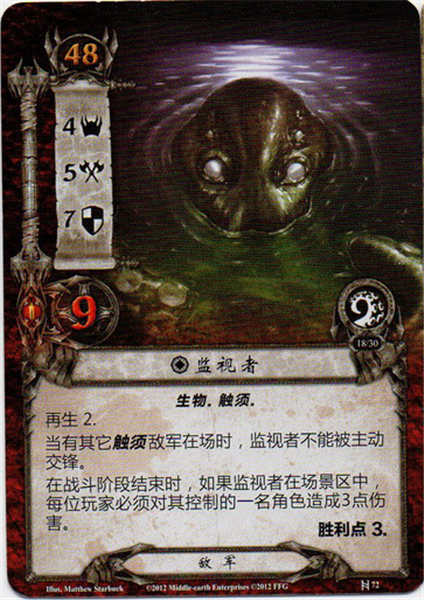 48
4
5
7
9
9
18/30
监视者
生物. 触须.
再生 2.
当有其它触须敌军在场时，监视者不能被主动
交锋。
在战斗阶段结束时，如果监视者在场景区中，
每位玩家必须对其控制的一名角色造成3点伤
害。
胜利点 3.
敌军
Illus. Matthew Starbuck
©2012 Middle-earth Enterprises ©2012 FFG
72